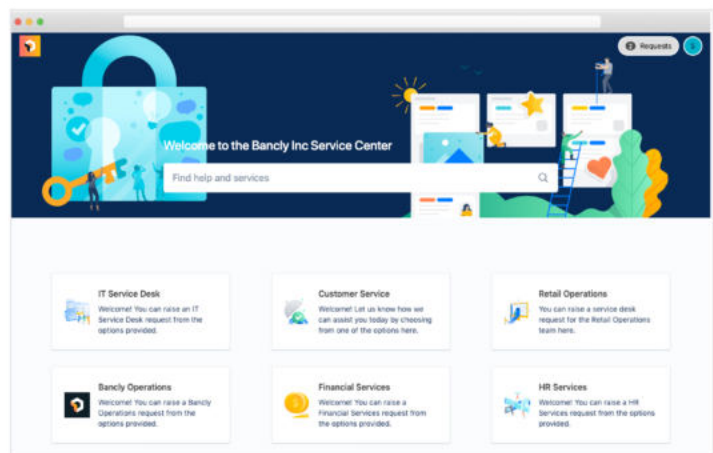 Requests
Welcome to the Bancly Inc Service Center
Find help and services
IT Service Desk
Welcome! You can raise an IT
Service Desk request from the
options provided.
Customer Service
Welcome! Let us know how we
can assist you today by choosing
from one of the options here.
Retail Operations
You can raise a service desk
request for the Retail Operations
team here.
Bancly Operations
Welcome! You can raise a Bancly
Operations request from the
options provided.
Financial Services
Welcome! You can raise a
Financial Services request from
the options provided.
HR Services
Welcome! You can raise a HR
Services request from the options
provided.